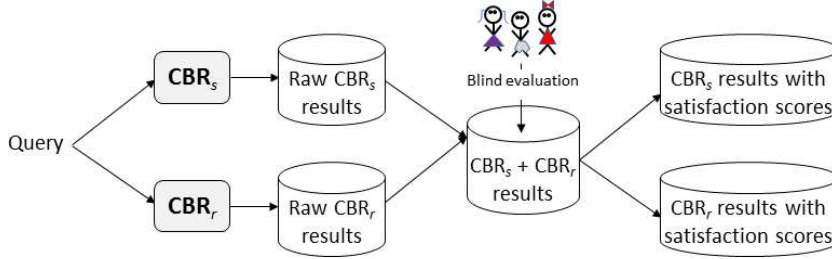 Query
CBRs
Raw CBRs
results
CBRr
Raw CBRr
results
Blind evaluation
CBRs + CBRr
results
CBRs results with
satisfaction scores
CBRr results with
satisfaction scores